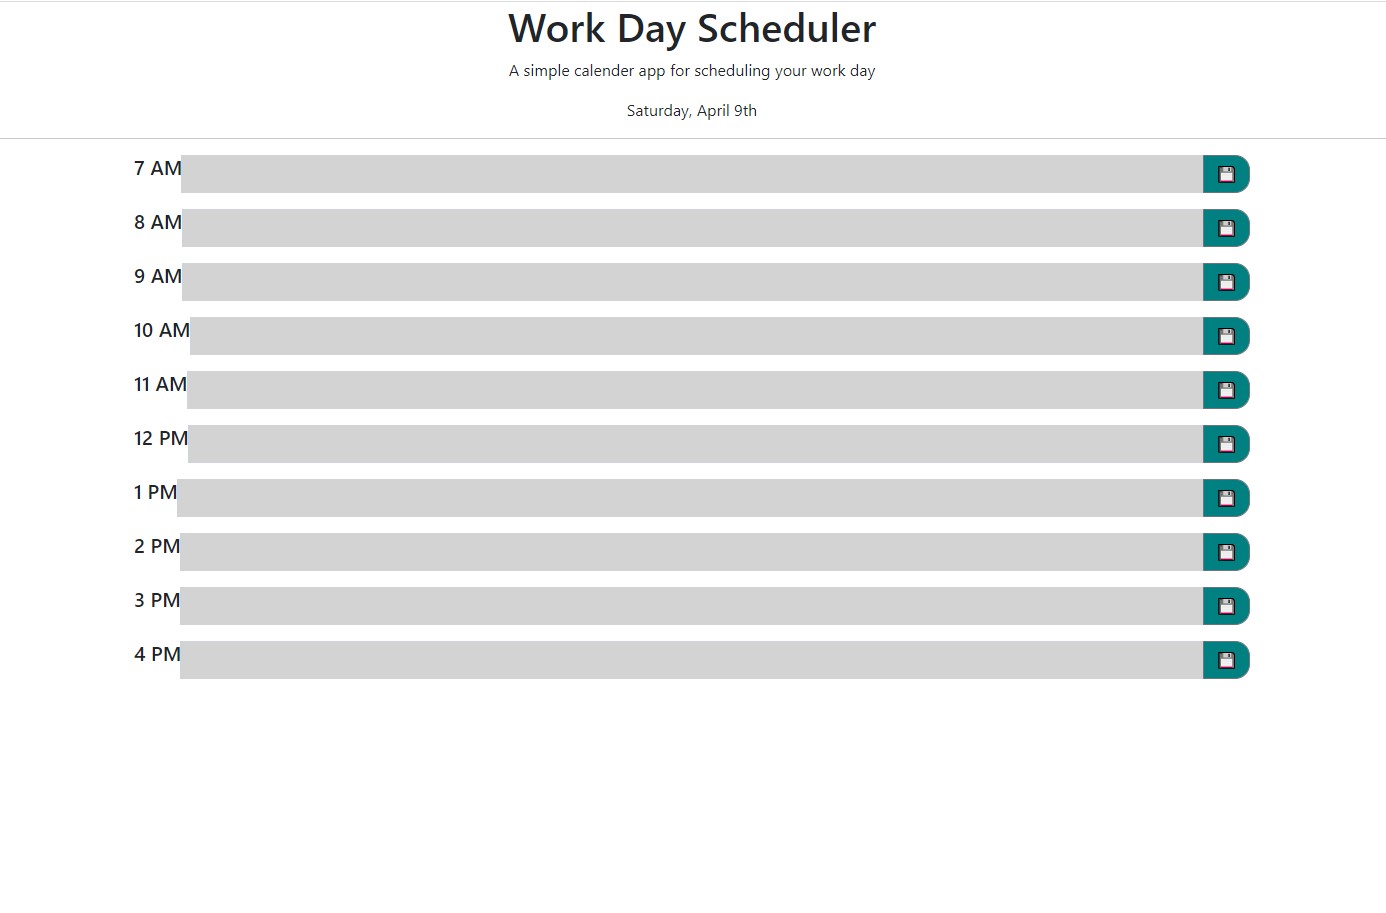 Work Day Scheduler
A simple calender app for scheduling your work day
Saturday, April 9th
7 AM
8 AM
9 AM
10 AM
11 AM
12 PM
1 PM
2 PM
3 PM
4 PM